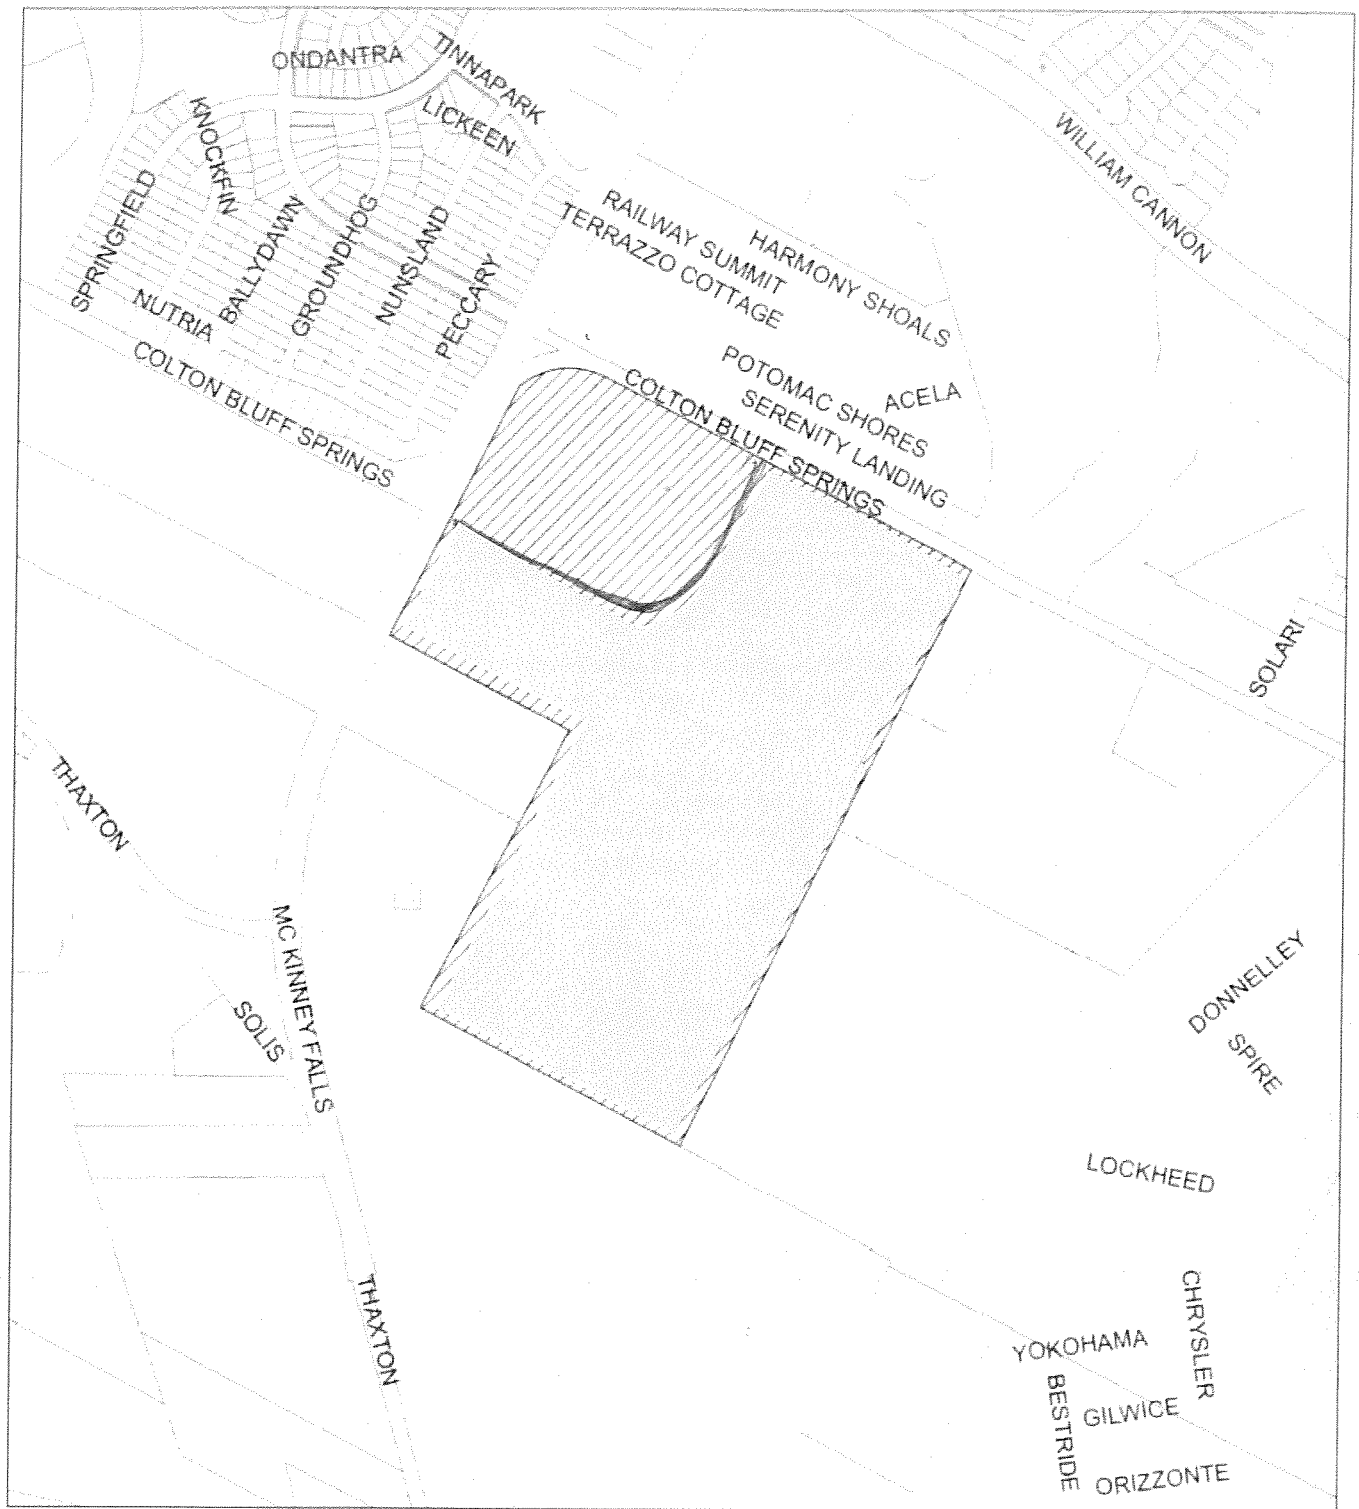 ONDANTRA
TINNAPARK
LICKEEN
KNOCKFIN
WILLIAM CANNON
SPRINGFIELD
BALLYDAWN
GROUNDHOG
NUNSLAND
PECCARY
NUTRIA
COLTON BLUFF SPRINGS
RAILWAY SUMMIT
HARMONY SHOALS
TERRAZZO COTTAGE
POTOMAC SHORES
ACELA
SERENITY LANDING
COLTON BLUFF SPRINGS
SOLARI
THAXTON
MC KINNEY FALLS
SOLIS
DONNELLEY
SPIRE
LOCKHEED
THAXTON
CHRYSLER
YOKOHAMA
BESTRIDE
GILWICE
ORIZZONTE